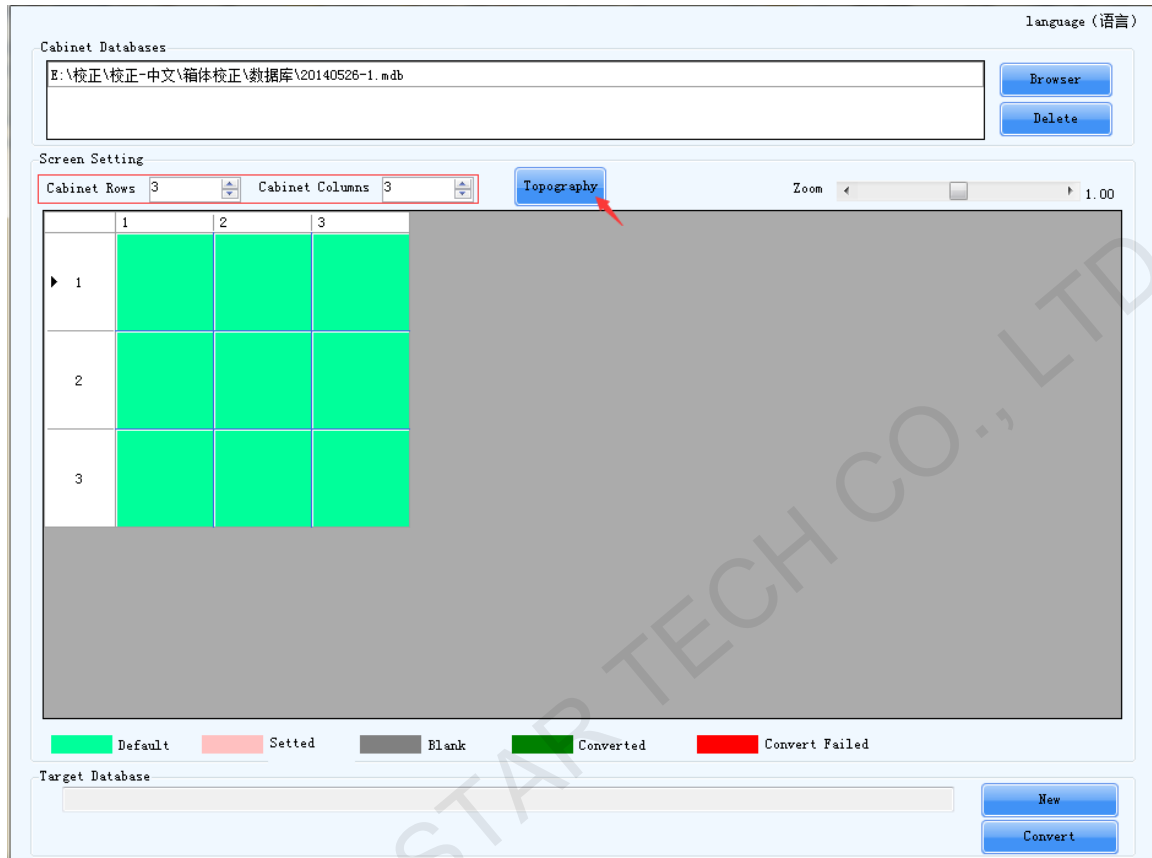 language (语言)
Cabinet Databases
E:\校正\校正-中文\箱体校正\数据库\20140526-1.mdb
Browser
Delete
Screen Setting
Cabinet Rows 3 Cabinet Columns 3 Topography Zoom 1.00
1 2 3
1
2
3
Default Setted Blank Converted Convert Failed
Target Database
New
Convert
STAR TECH CO., LTD